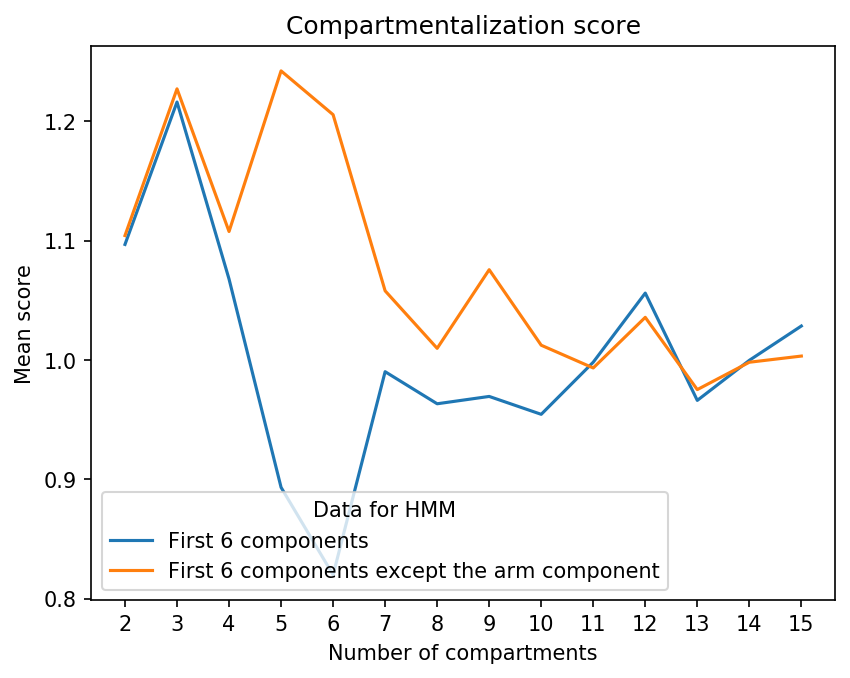 Compartmentalization score
Mean score
1.2
1.1
1.0
0.9
0.8
Data for HMM
First 6 components
First 6 components except the arm component
2 3 4 5 6 7 8 9 10 11 12 13 14 15
Number of compartments